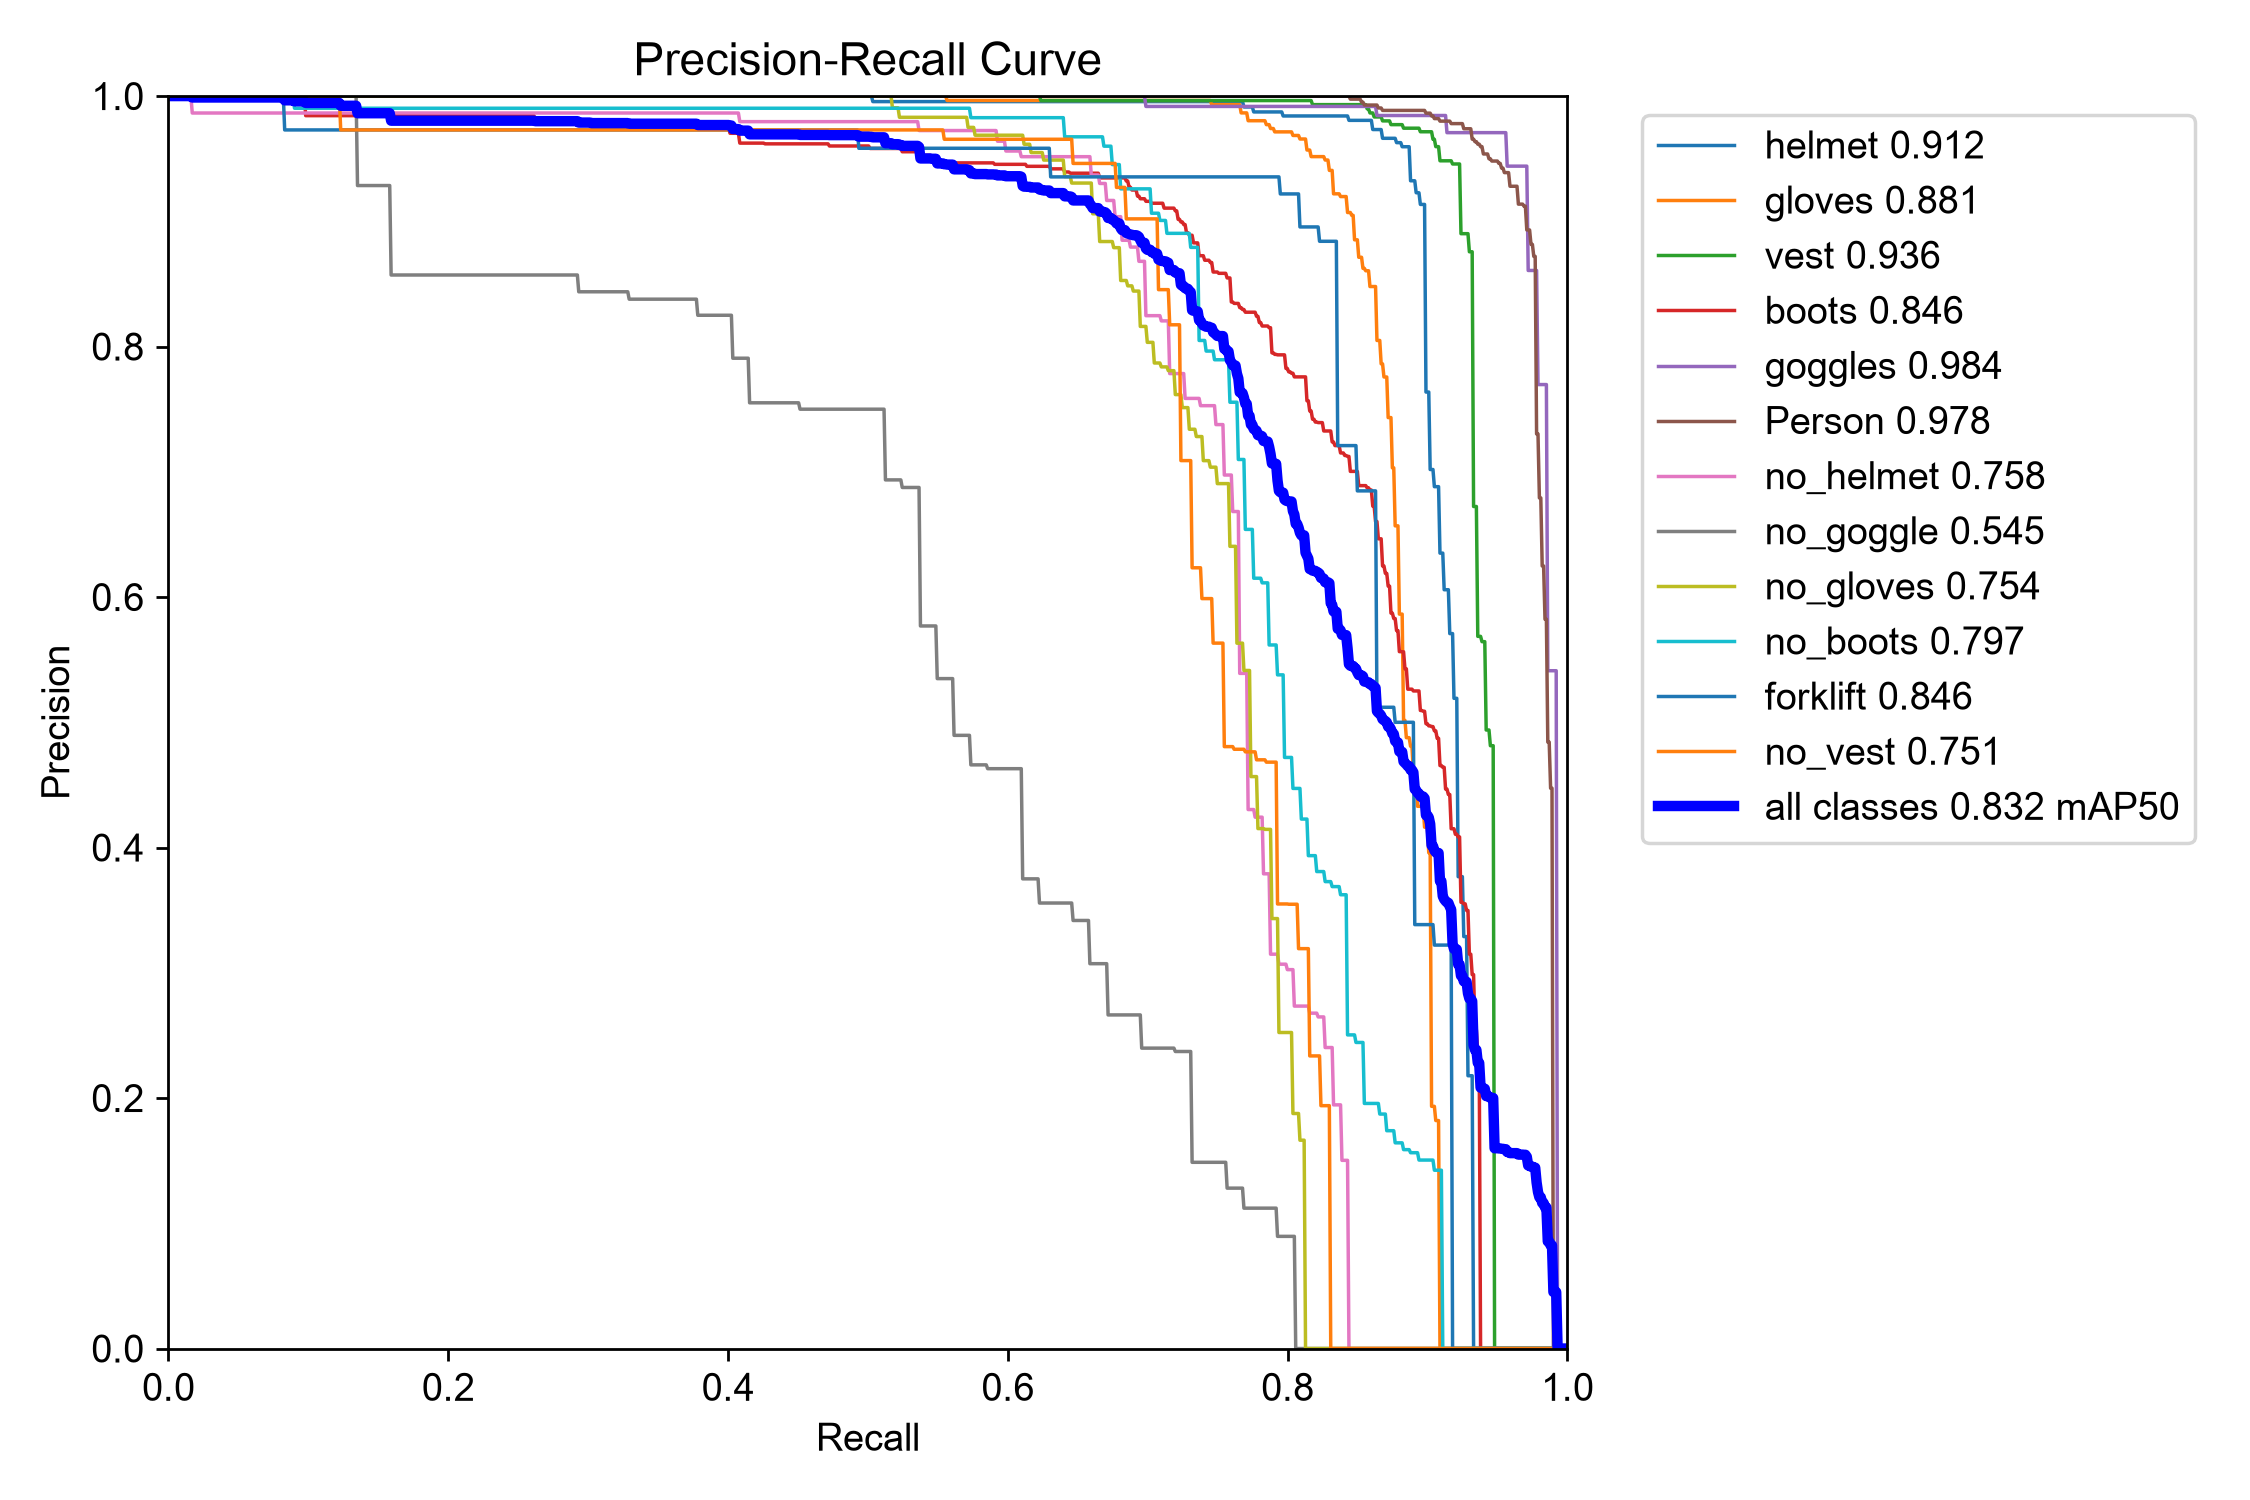 Precision-Recall Curve
1.0
0.8
0.6
0.4
0.2
0.0
Precision
0.0 0.2 0.4 0.6 0.8 1.0
Recall
helmet 0.912
gloves 0.881
vest 0.936
boots 0.846
goggles 0.984
Person 0.978
no_helmet 0.758
no_goggle 0.545
no_gloves 0.754
no_boots 0.797
forklift 0.846
no_vest 0.751
all classes 0.832 mAP50